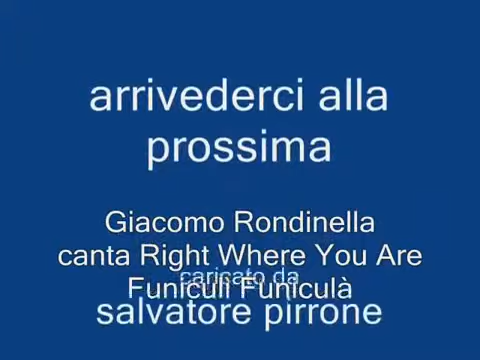 arrivederci alla
prossima
Giacomo Rondinella
canta Right Where You Are
caricato da
Funiculì Funiculà
salvatore pirrone